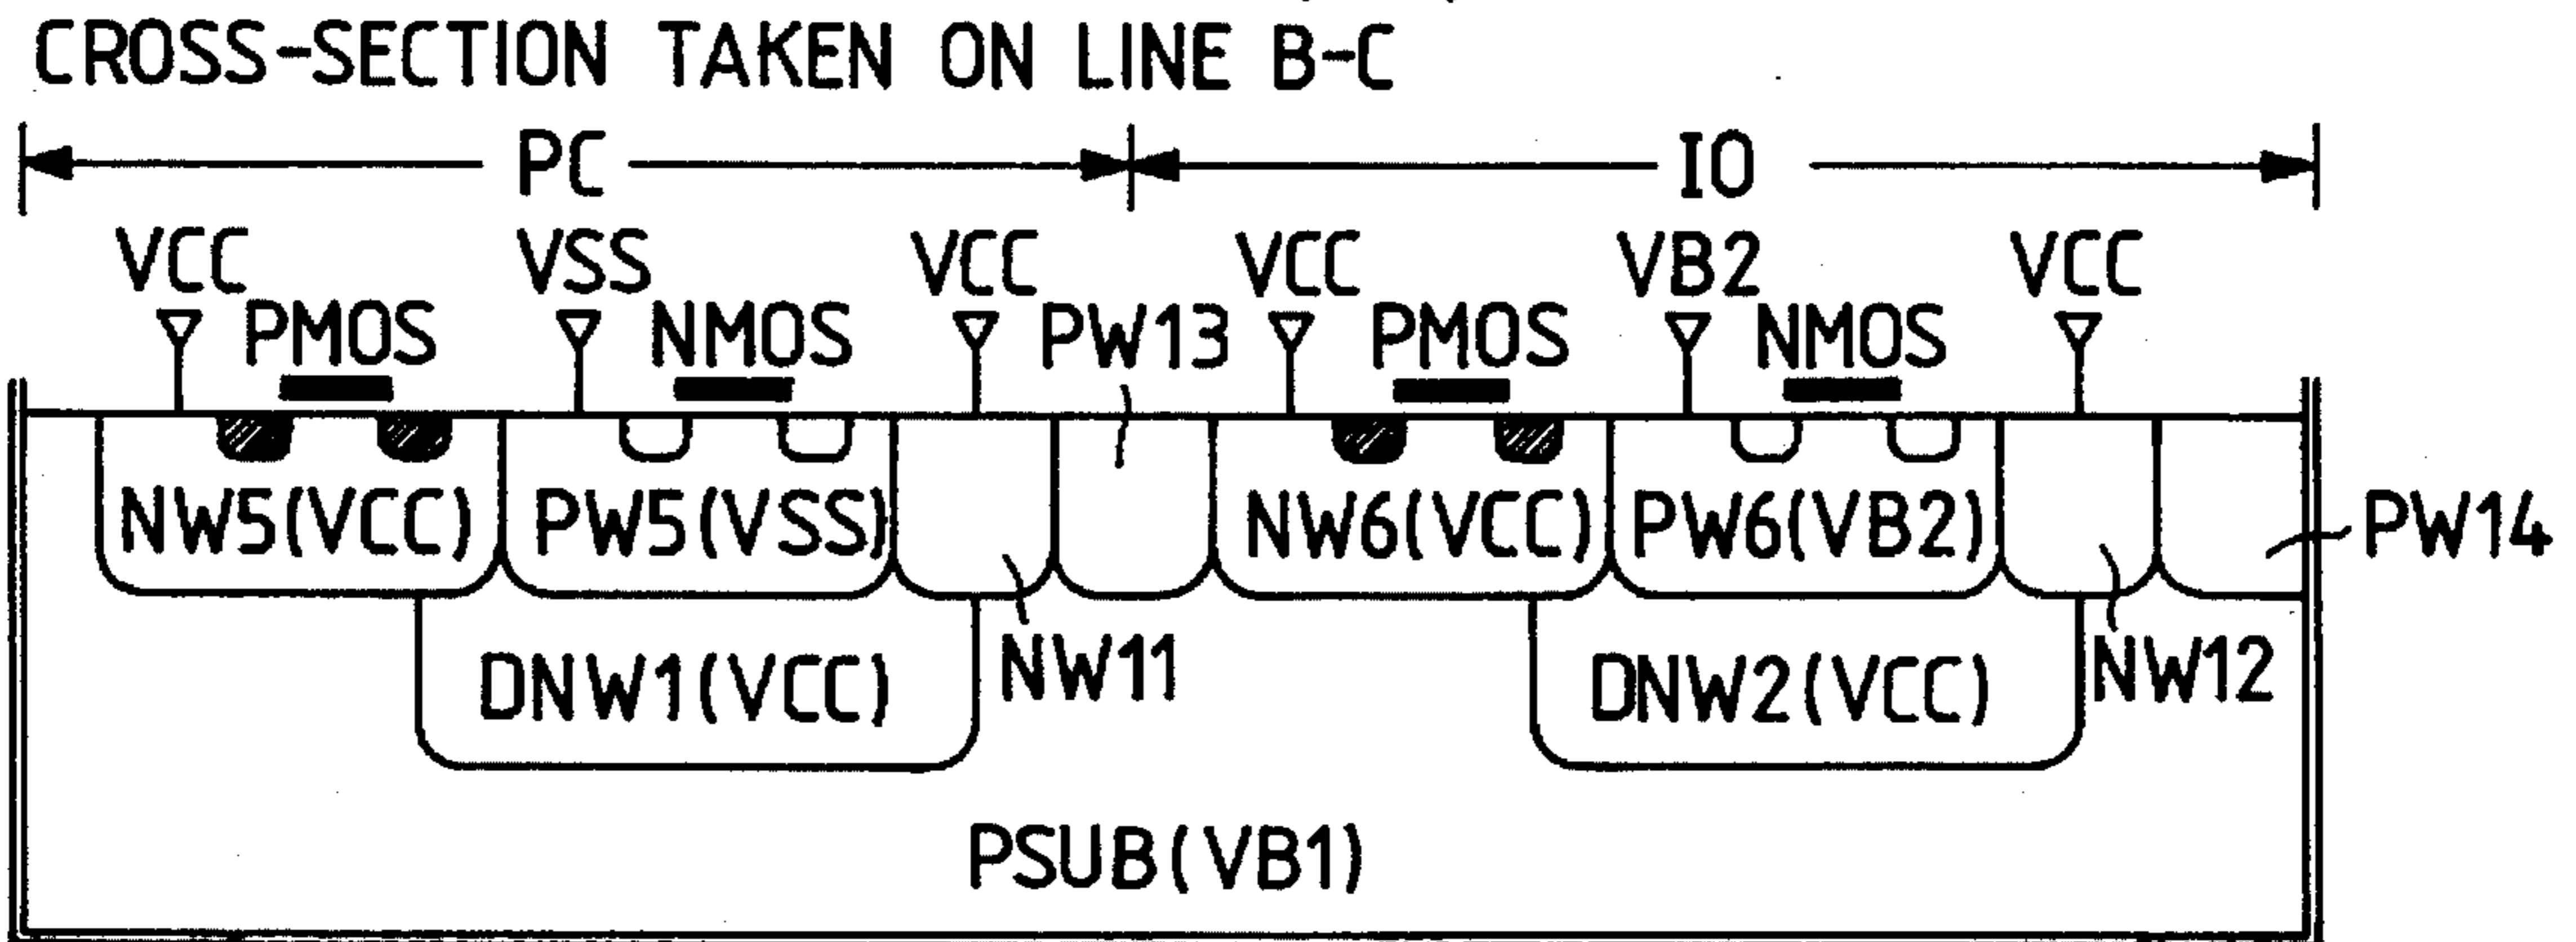 CROSS-SECTION TAKEN ON LINE B-C
PC IO
VCC VSS VCC VCC VB2 VCC
PMOS NMOS PW13 PMOS NMOS
NW5(VCC) PW5(VSS) NW6(VCC) PW6(VB2) PW14
DNW1(VCC) NW11 DNW2(VCC) NW12
PSUB(VB1)